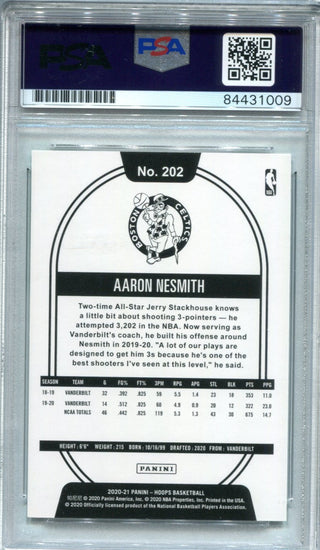 PSA
PSA
84431009
No. 202
NBA
BOSTON CELTICS
AARON NESMITH
Two-time All-Star Jerry Stackhouse knows
a little bit about shooting 3-pointers — he
attempted 3,202 in the NBA. Now serving as
Vanderbilt's coach, he built his offense around
Nesmith in 2019-20. "A lot of our plays are
designed to get him 3s because he's one of the
best shooters I've seen at this level," he said.
SEASON TEAM G FG% FT% 3PM RPG APG STL BLK PTS PPG
18-19 VANDERBILT 32 .392 .825 59 5.5 1.4 23 18 353 11.0
19-20 VANDERBILT 14 .512 .825 60 4.9 0.9 20 12 322 23.0
NCAA TOTALS 46 .442 .825 119 5.3 1.3 43 30 675 14.7
HEIGHT: 6'6" WEIGHT: 215 BORN: 10/16/99 DRAFTED: 2020 FROM: VANDERBILT
PANINI
2020-21 PANINI – HOOPS BASKETBALL
© 2020 Panini America, Inc. © 2020 NBA Properties, Inc. Printed in the USA.
© 2020 Officially licensed product of the National Basketball Players Association.